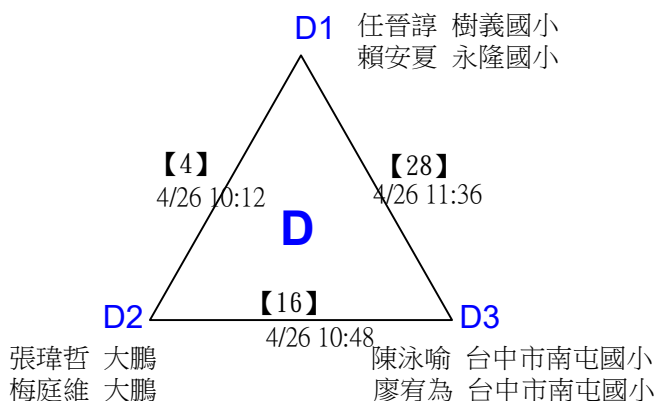 D1 任晉諄 樹義國小
賴安夏 永隆國小
【4】
4/26 10:12
【28】
4/26 11:36
D
【16】
4/26 10:48
D2
D3
張瑋哲 大鵬
梅庭維 大鵬
陳泳喻 台中市南屯國小
廖宥為 台中市南屯國小